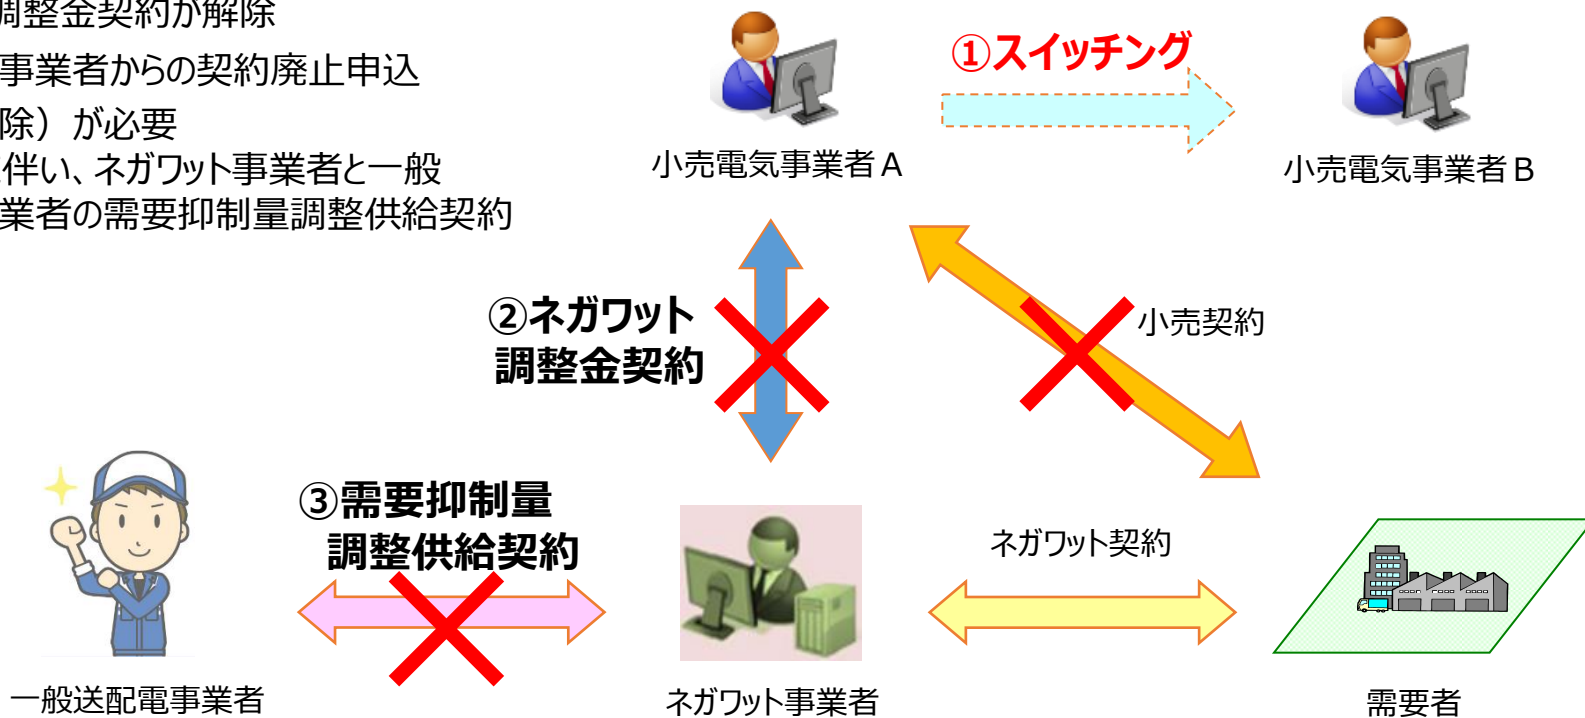 調整金契約が解除
事業者からの契約廃止申込
除）が必要
伴い、ネガワット事業者と一般
業者の需要抑制量調整供給契約
①スイッチング
小売電気事業者A
小売電気事業者B
②ネガワット
調整金契約
小売契約
③需要抑制量
調整供給契約
ネガワット契約
一般送配電事業者
ネガワット事業者
需要者